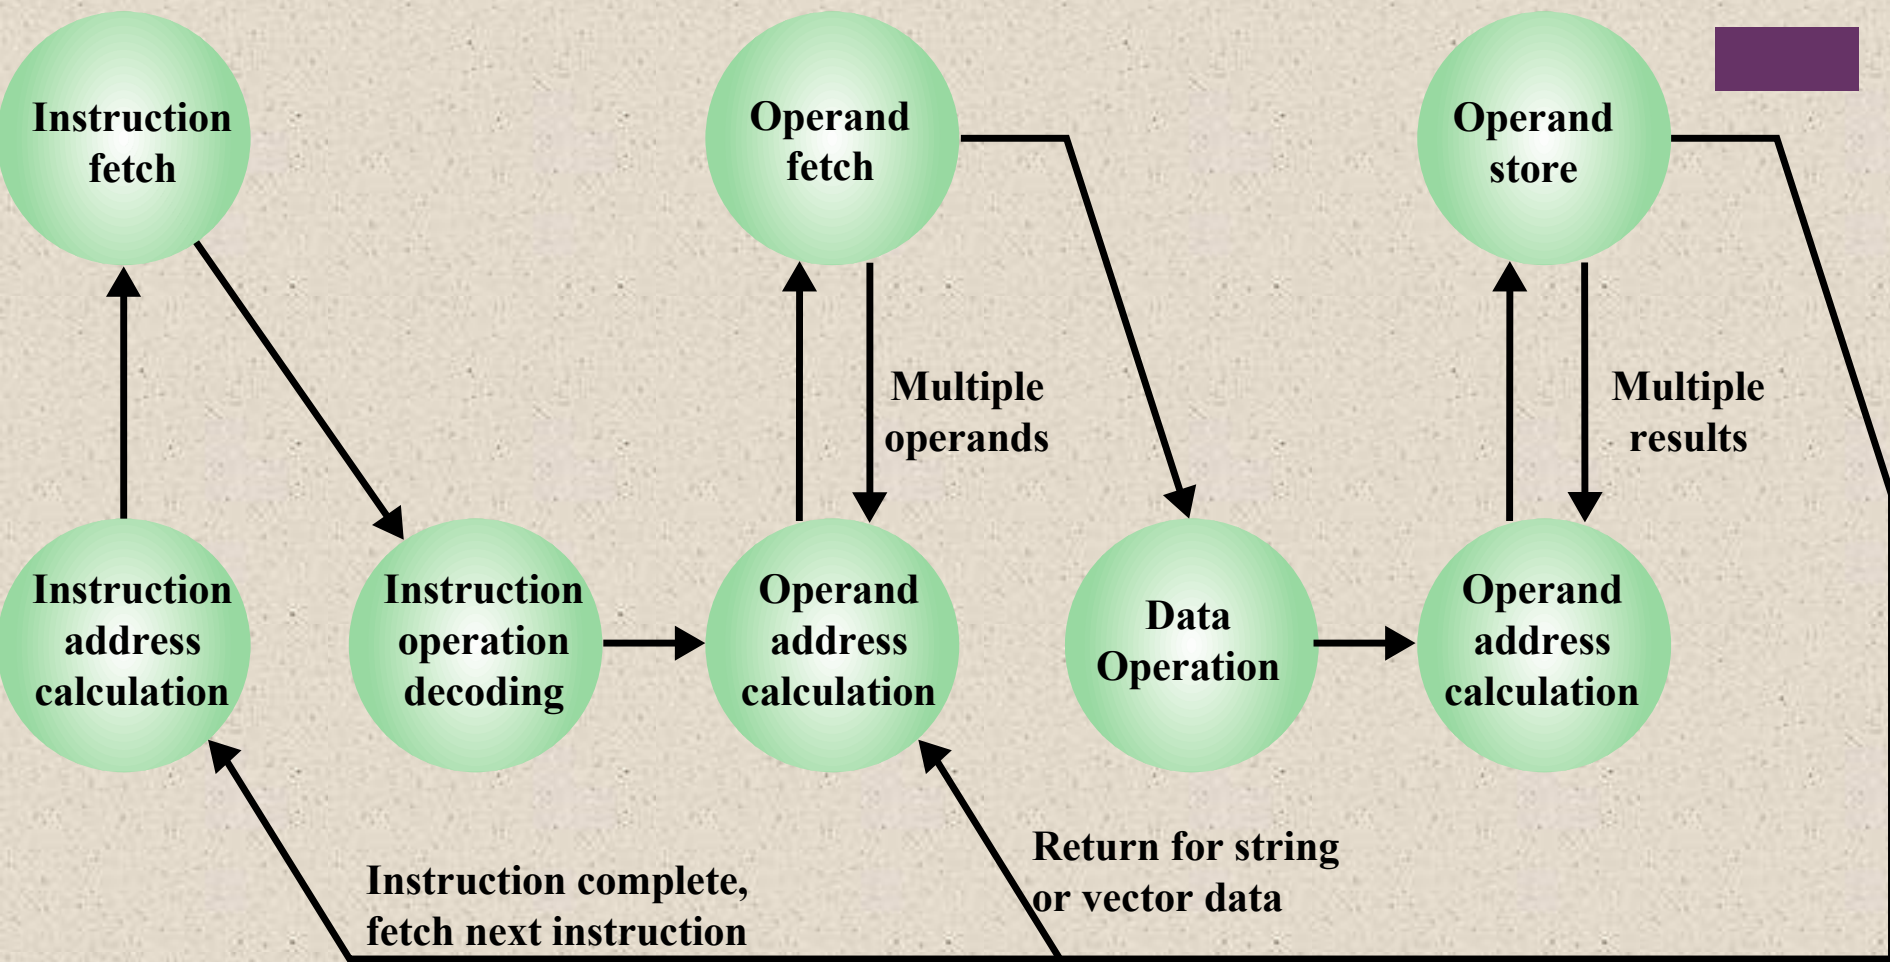 Instruction
fetch
Operand
fetch
Operand
store
Multiple
operands
Multiple
results
Instruction
address
calculation
Instruction
operation
decoding
Operand
address
calculation
Data
Operation
Operand
address
calculation
Instruction complete,
fetch next instruction
Return for string
or vector data